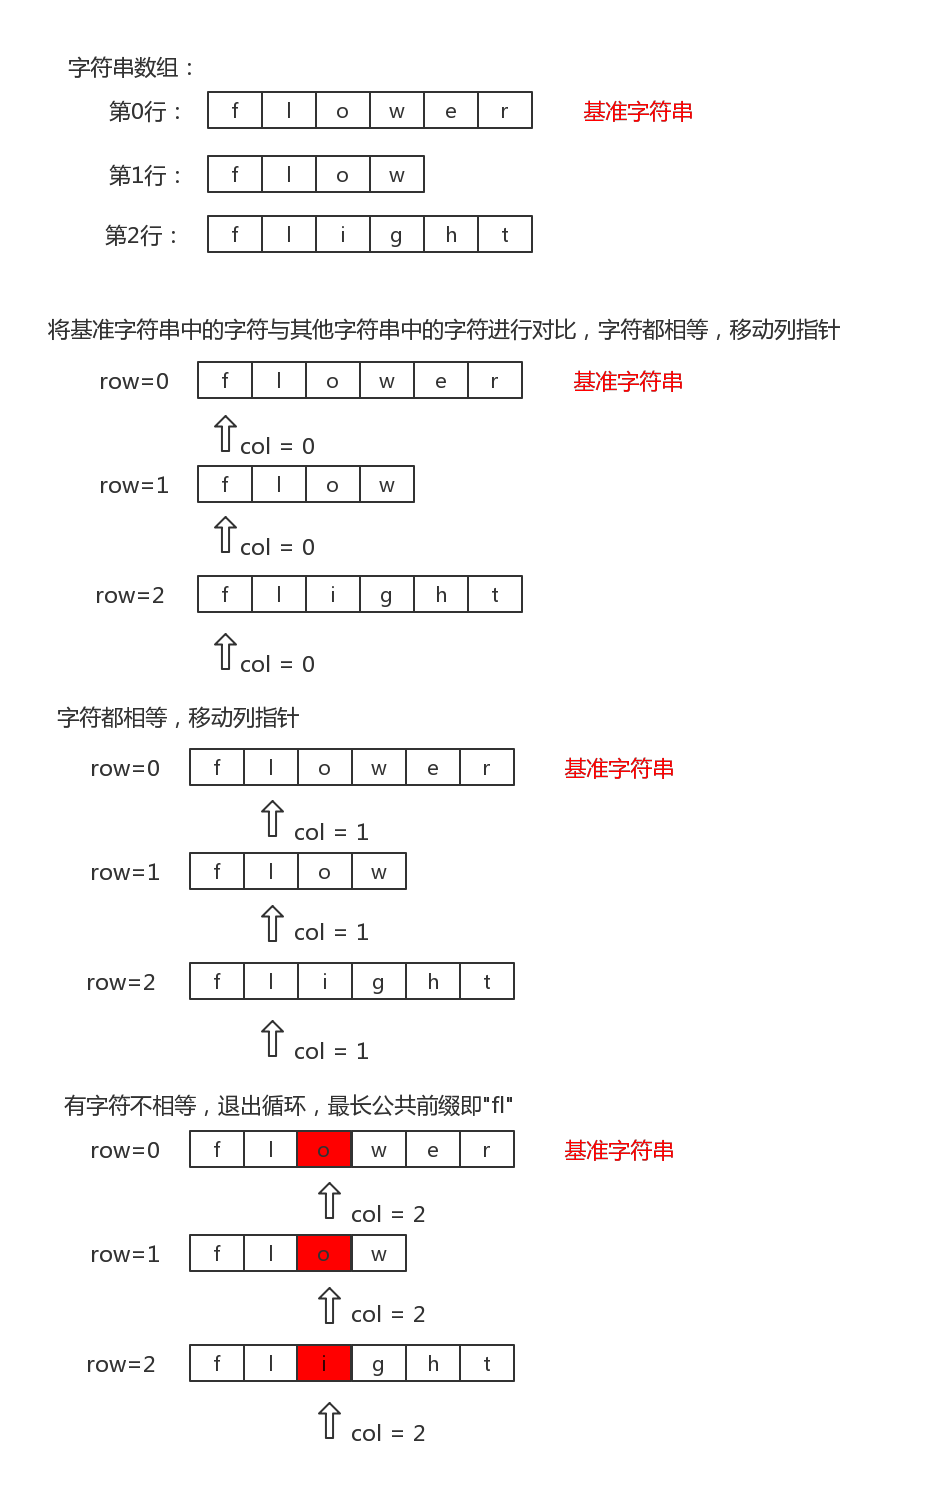 字符串数组：
第0行： f l o w e r 基准字符串
第1行： f l o w
第2行： f l i g h t
将基准字符串中的字符与其他字符串中的字符进行对比，字符都相等，移动列指针
row=0 f l o w e r 基准字符串
col = 0
row=1 f l o w
col = 0
row=2 f l i g h t
col = 0
字符都相等，移动列指针
row=0 f l o w e r 基准字符串
col = 1
row=1 f l o w
col = 1
row=2 f l i g h t
col = 1
有字符不相等，退出循环，最长公共前缀即"fl"
row=0 f l o w e r 基准字符串
col = 2
row=1 f l o w
col = 2
row=2 f l i g h t
col = 2